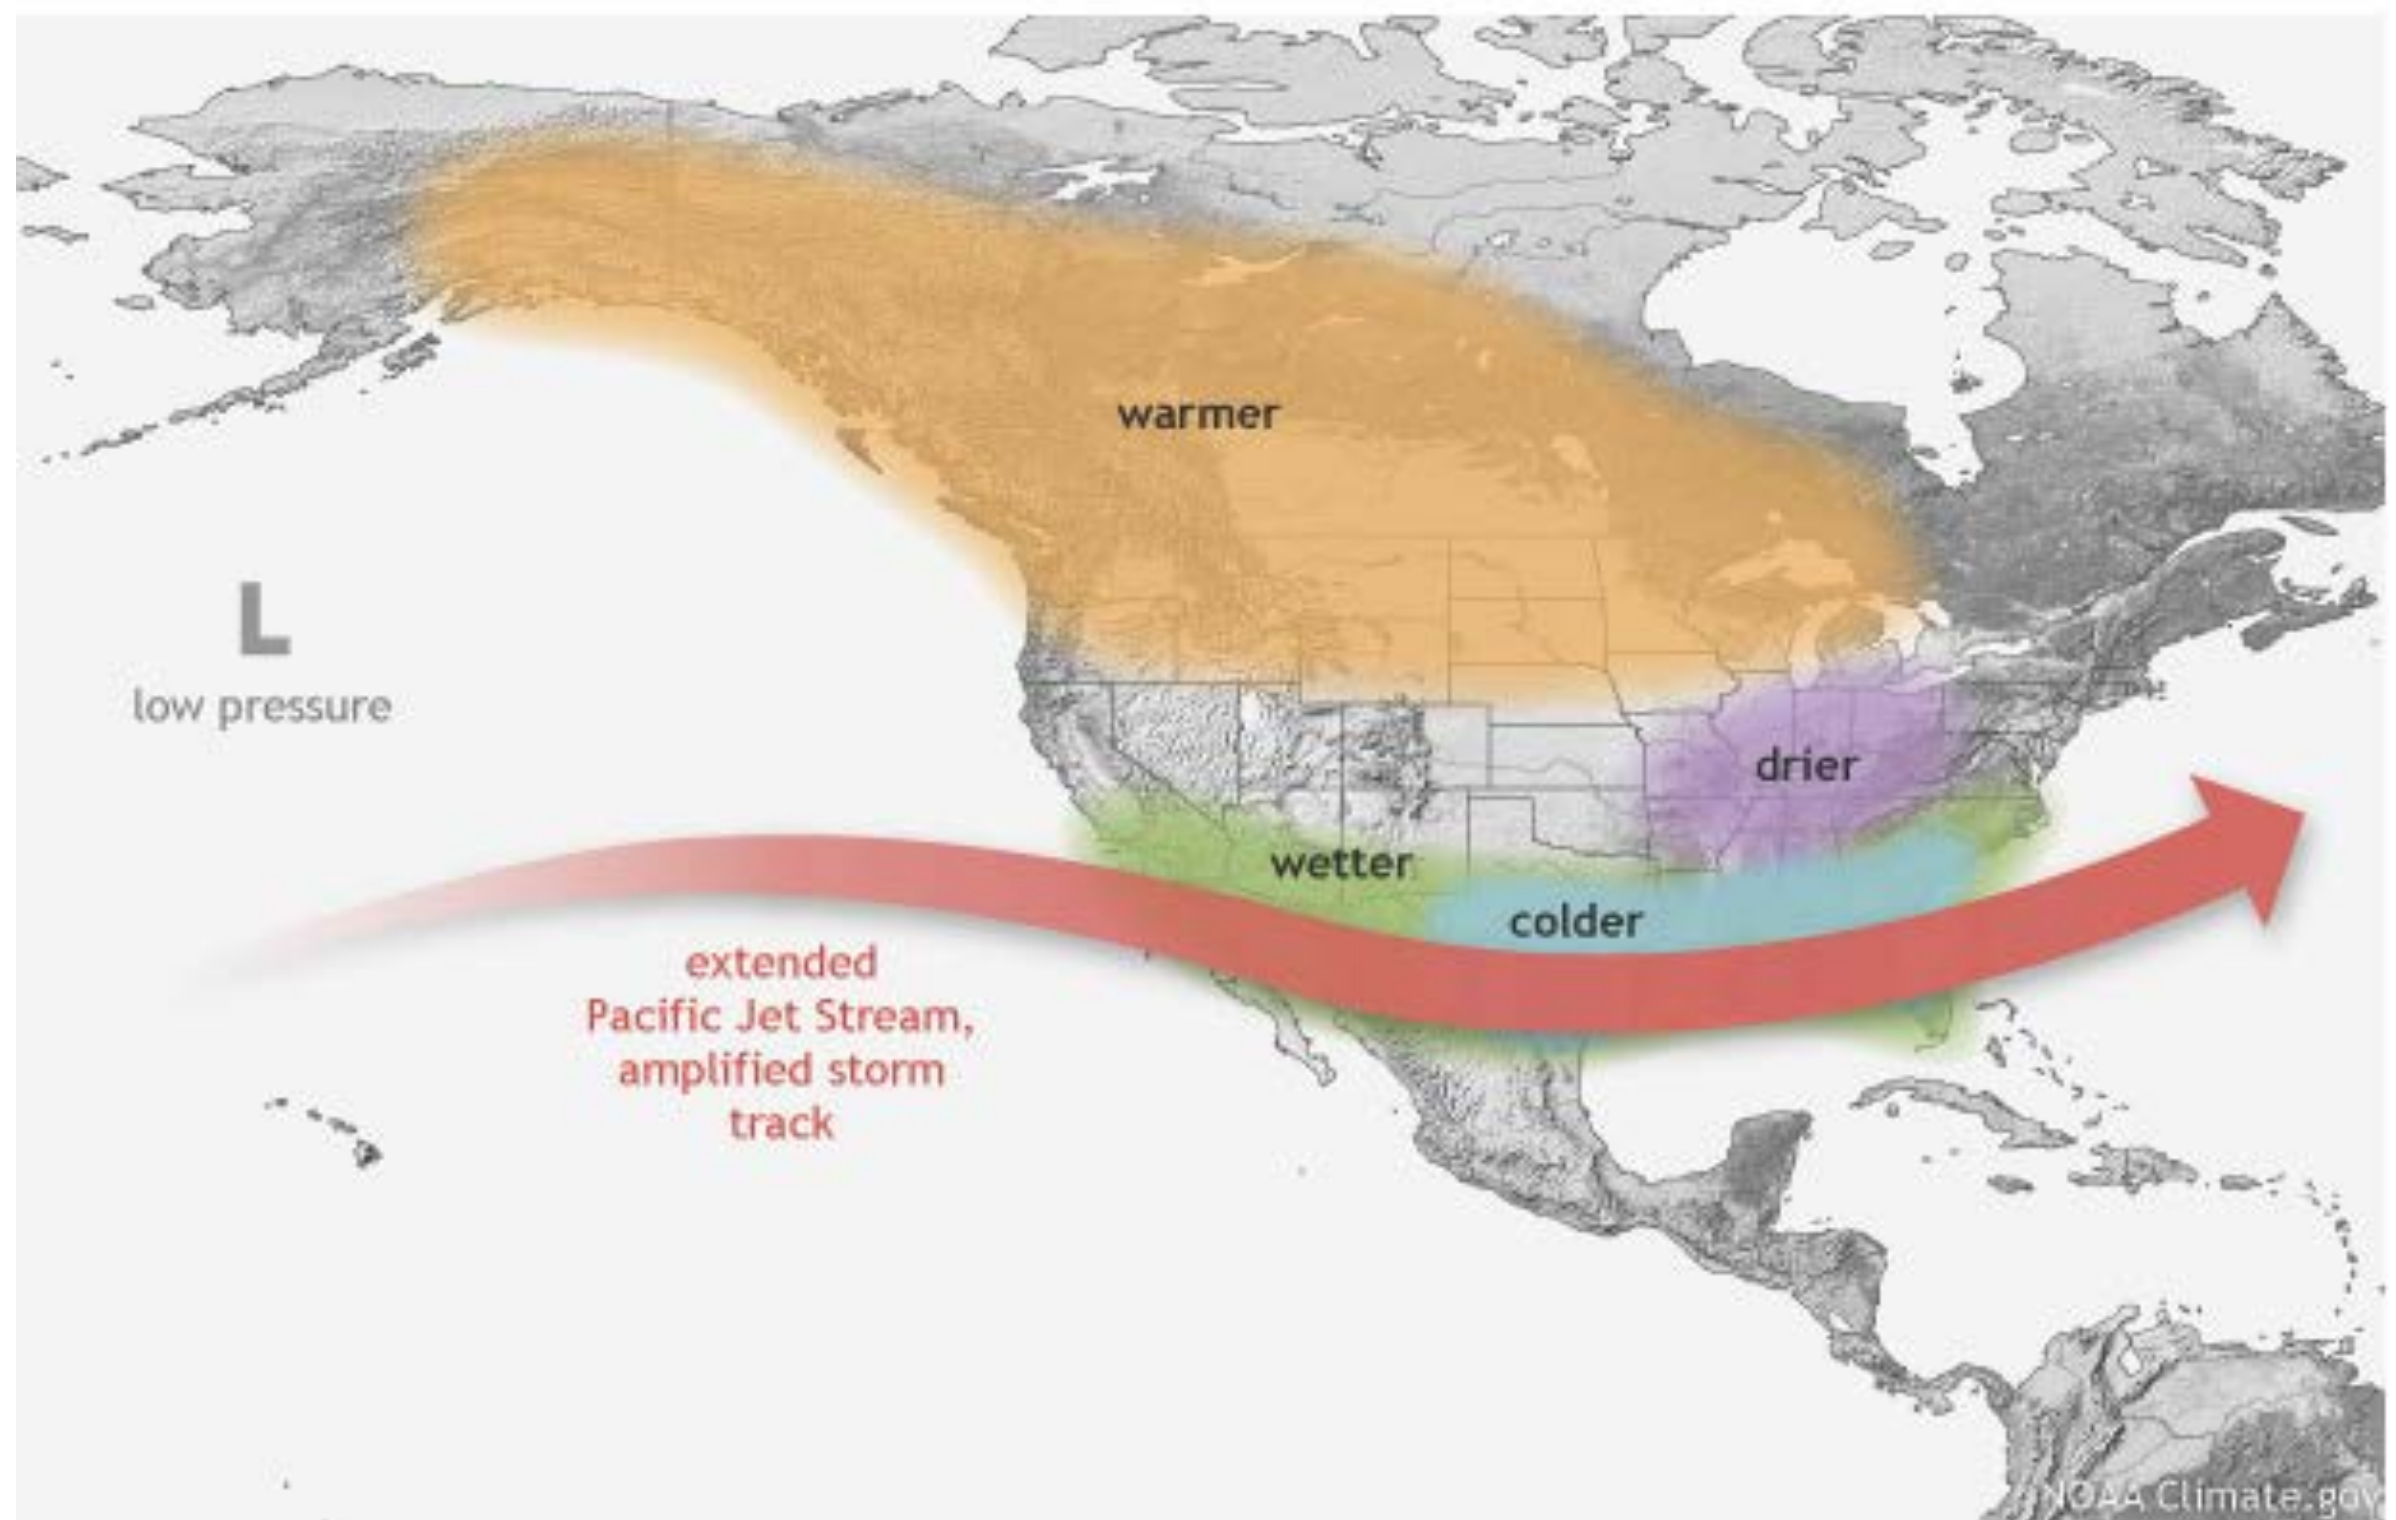 warmer
L
low pressure
drier
wetter
colder
extended
Pacific Jet Stream,
amplified storm
track
NOAA Climate.gov